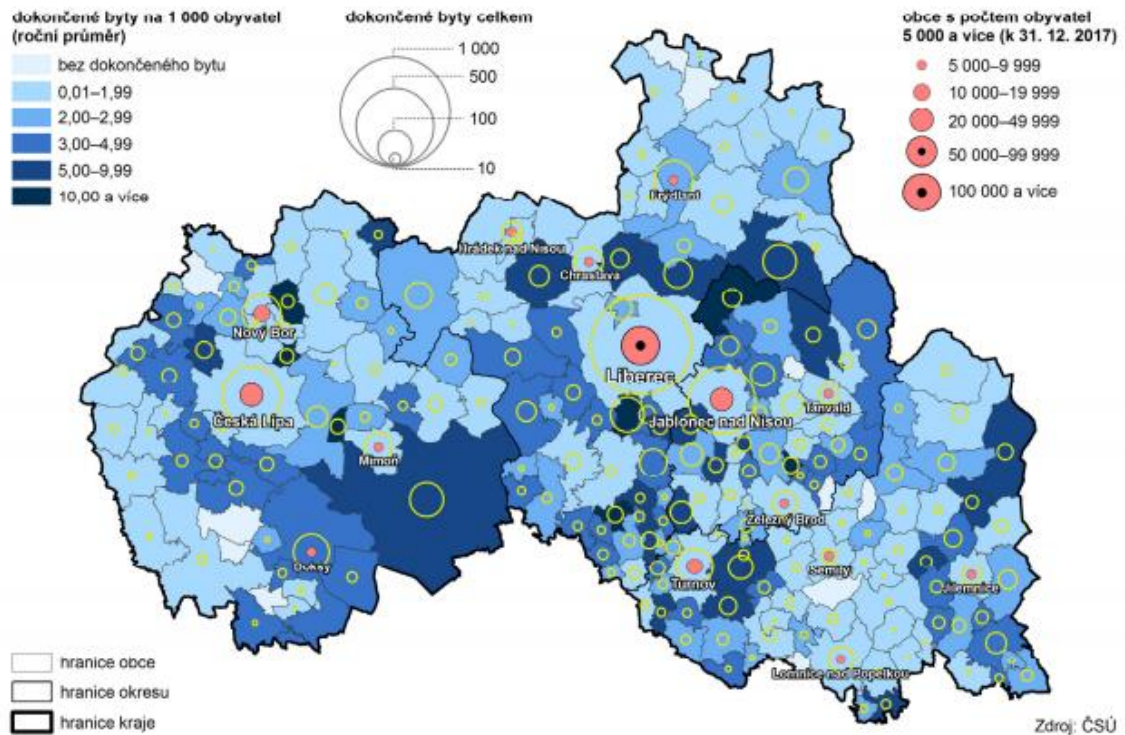 dokončené byty na 1 000 obyvatel
(roční průměr)
bez dokončeného bytu
0,01–1,99
2,00–2,99
3,00–4,99
5,00–9,99
10,00 a více
dokončené byty celkem
1 000
500
100
10
obce s počtem obyvatel
5 000 a více (k 31. 12. 2017)
5 000–9 999
10 000–19 999
20 000–49 999
50 000–99 999
100 000 a více
Frýdlant
Hrádek nad Nisou
Chrastava
Nový Bor
Liberec
Česká Lípa
Jablonec nad Nisou
Tanvald
Mimoň
Železný Brod
Doksy
Turnov
Semily
Jilemnice
Lomnice nad Popelkou
hranice obce
hranice okresu
hranice kraje
Zdroj: ČSÚ